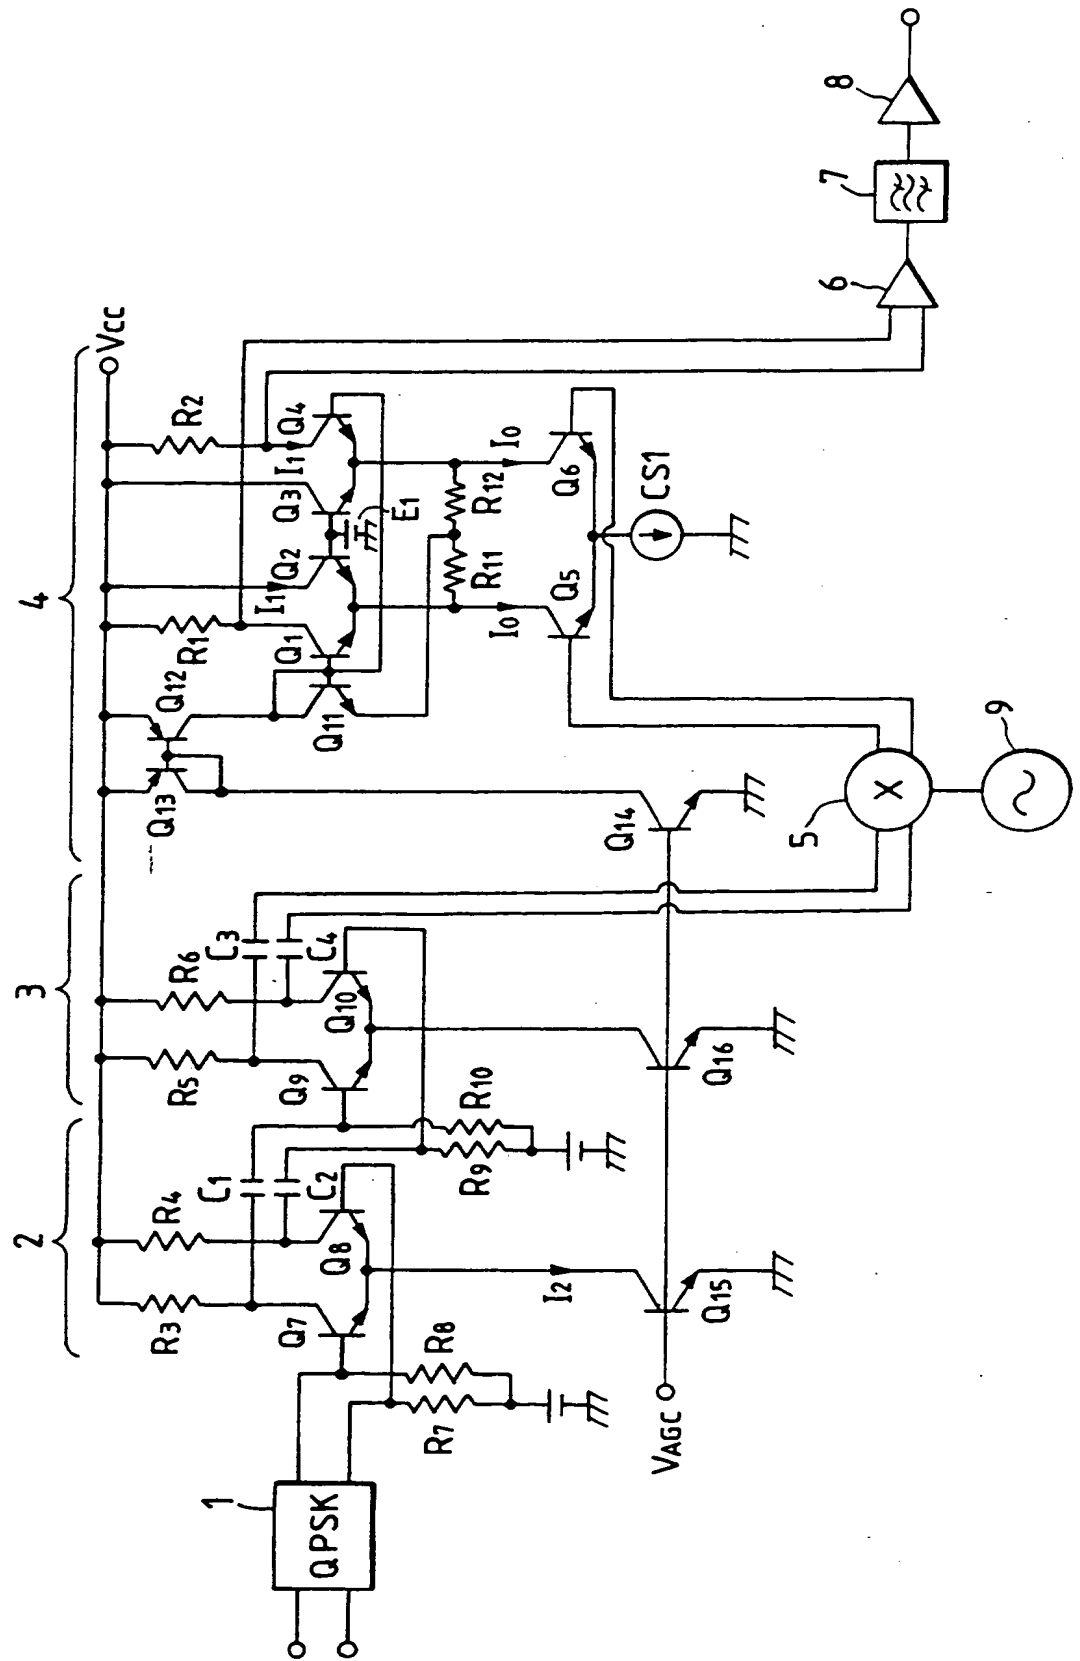 2
3
4
VCC
R3
R4
C1
C2
R5
R6
C3
C4
Q13
Q12
R1
R2
Q7
Q8
Q9
Q10
Q11
Q1
I1
Q2
Q3
I1
Q4
E1
1
QPSK
R7
R8
R9
R10
R11
R12
I0
I0
Q5
Q6
CS1
I2
VAGC
Q15
Q16
Q14
5
X
9
6
7
8